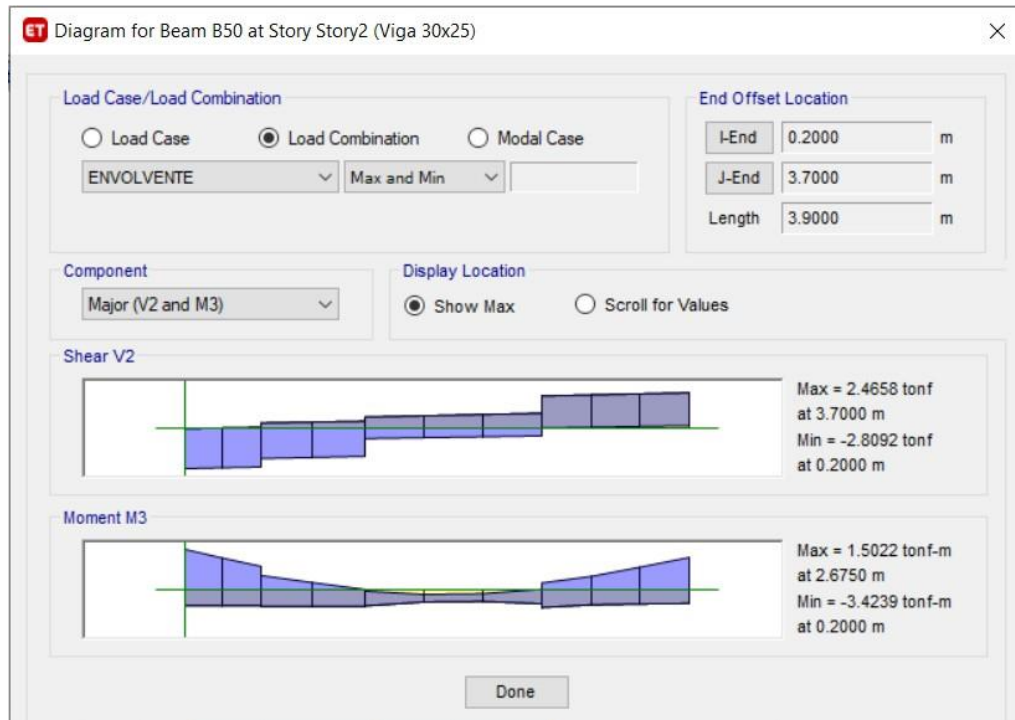 ET Diagram for Beam B50 at Story Story2 (Viga 30x25)
Load Case/Load Combination
Load Case Load Combination Modal Case
ENVOLVENTE Max and Min
End Offset Location
I-End 0.2000 m
J-End 3.7000 m
Length 3.9000 m
Component
Major (V2 and M3)
Display Location
Show Max Scroll for Values
Shear V2
Max = 2.4658 tonf
at 3.7000 m
Min = -2.8092 tonf
at 0.2000 m
Moment M3
Max = 1.5022 tonf-m
at 2.6750 m
Min = -3.4239 tonf-m
at 0.2000 m
Done